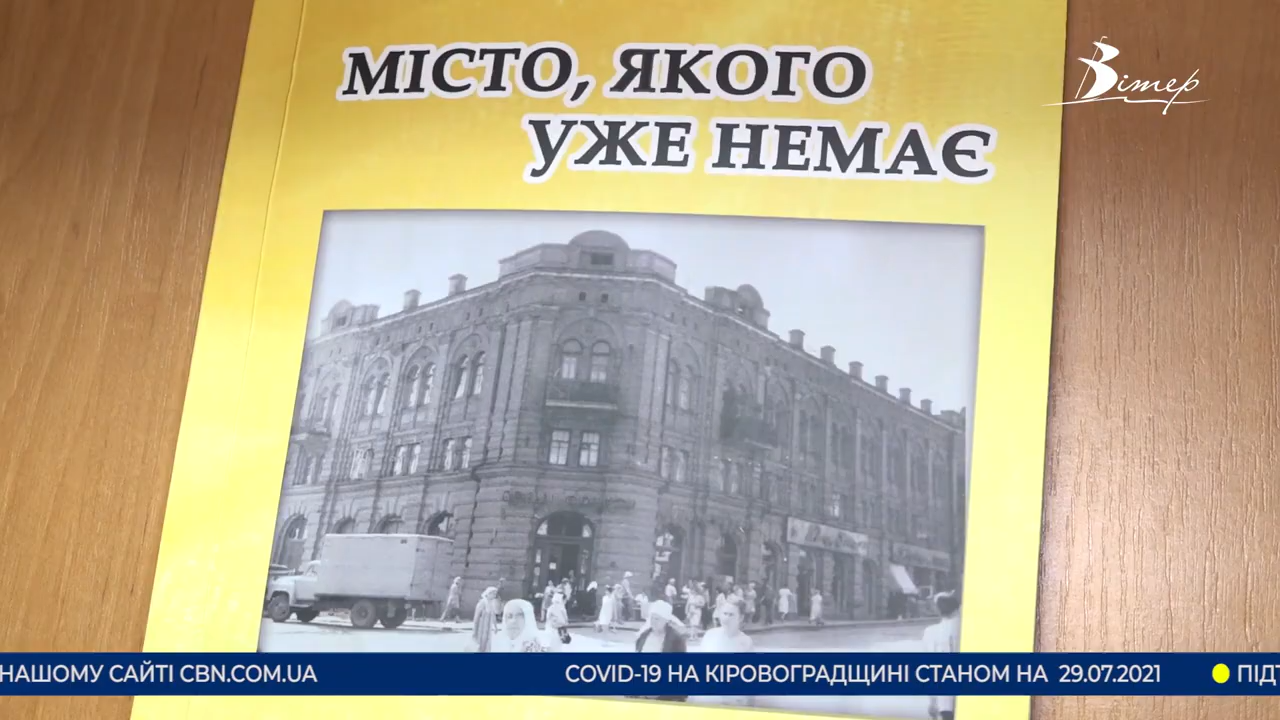 МІСТО, ЯКОГО
УЖЕ НЕМАЄ
Вітер
НАШОМУ САЙТІ CBN.COM.UA
COVID-19 НА КІРОВОГРАДЩИНІ СТАНОМ НА 29.07.2021
ПІДТ